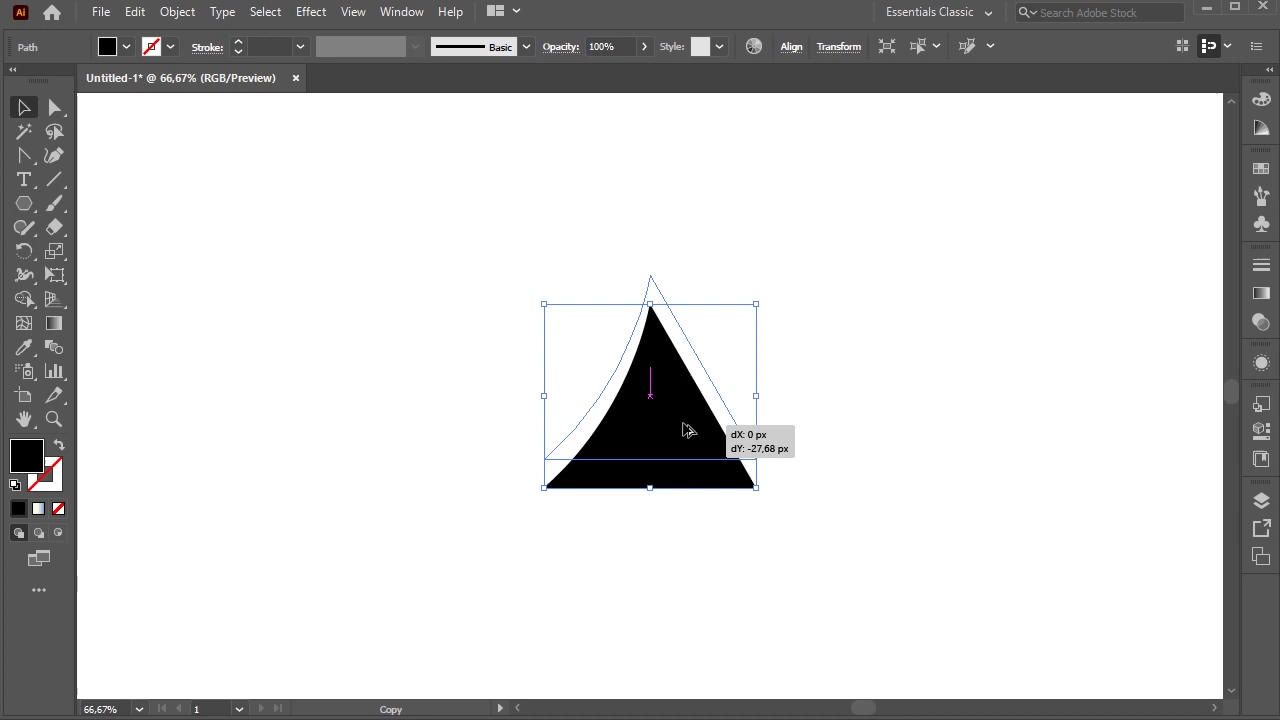 Ai File Edit Object Type Select Effect View Window Help Essentials Classic Search Adobe Stock
Path Stroke: Basic Opacity: 100% Style: Align Transform
Untitled-1* @ 66,67% (RGB/Preview) ×
dX: 0 px
dY: -27,68 px
66,67% 1 Copy